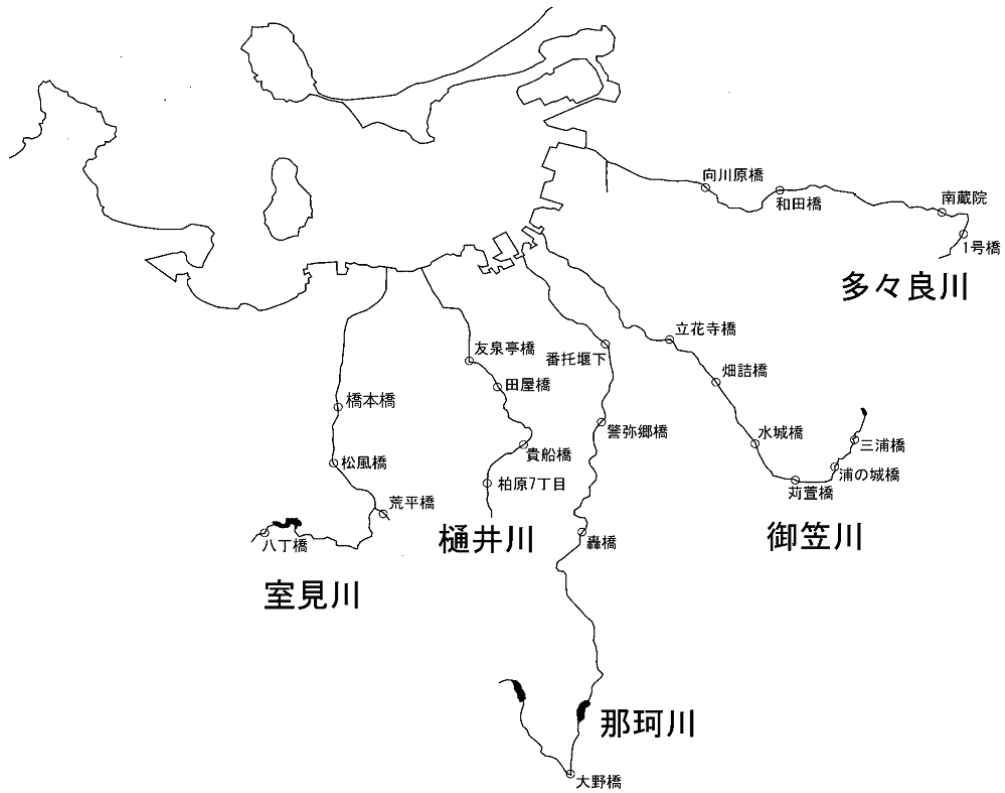 向川原橋
和田橋
南蔵院
1号橋
多々良川
立花寺橋
友泉亭橋
番托堰下
畑詰橋
田屋橋
橋本橋
警弥郷橋
水城橋
三浦橋
貴船橋
松風橋
浦の城橋
柏原7丁目
苅萱橋
荒平橋
八丁橋
樋井川
轟橋
御笠川
室見川
那珂川
大野橋